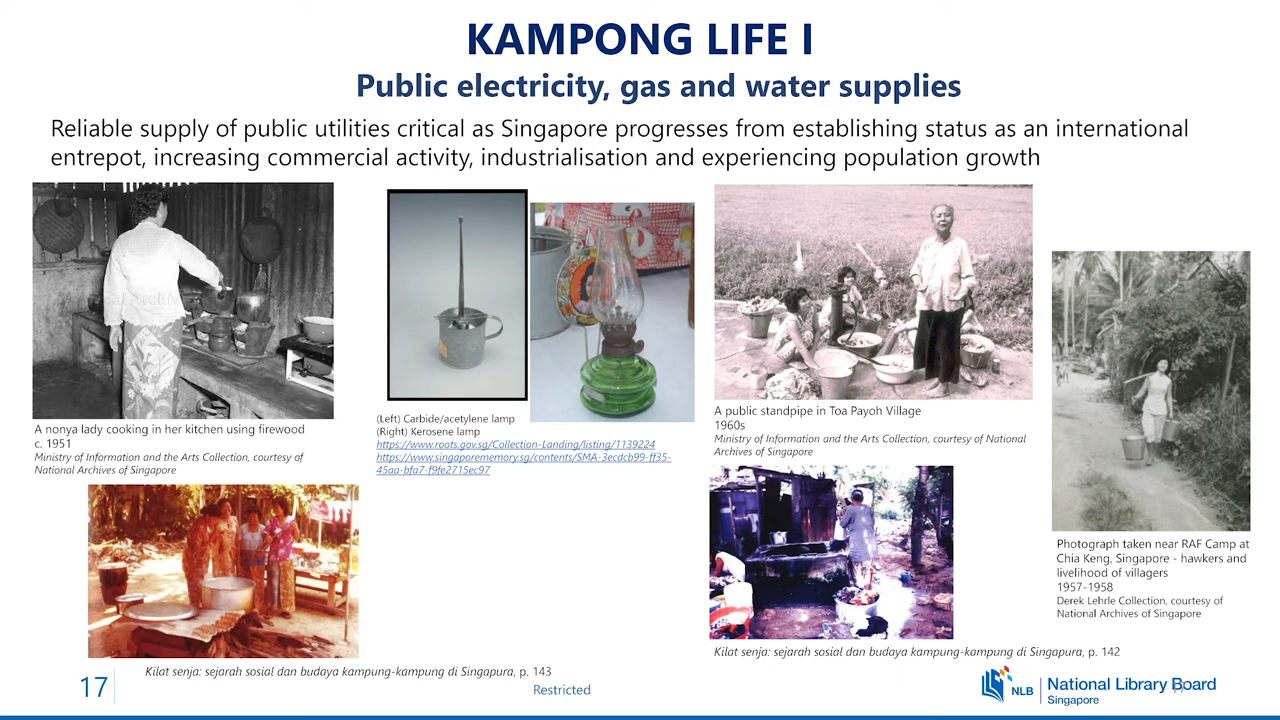 KAMPONG LIFE I
Public electricity, gas and water supplies
Reliable supply of public utilities critical as Singapore progresses from establishing status as an international
entrepot, increasing commercial activity, industrialisation and experiencing population growth
A nonya lady cooking in her kitchen using firewood
c. 1951
Ministry of Information and the Arts Collection, courtesy of
National Archives of Singapore
(Left) Carbide/acetylene lamp
(Right) Kerosene lamp
https://www.roots.gov.sg/Collection-Landing/listing/1139224
https://www.singaporememory.sg/contents/SMA-3ecdcb99-ff35-
45aa-bfa7-f9fe2715ec97
A public standpipe in Toa Payoh Village
1960s
Ministry of Information and the Arts Collection, courtesy of National
Archives of Singapore
Photograph taken near RAF Camp at
Chia Keng, Singapore - hawkers and
livelihood of villagers
1957-1958
Derek Lehrle Collection, courtesy of
National Archives of Singapore
Kilat senja: sejarah sosial dan budaya kampung-kampung di Singapura, p. 143
Kilat senja: sejarah sosial dan budaya kampung-kampung di Singapura, p. 142
17
Restricted
NLB
National Library Board
Singapore